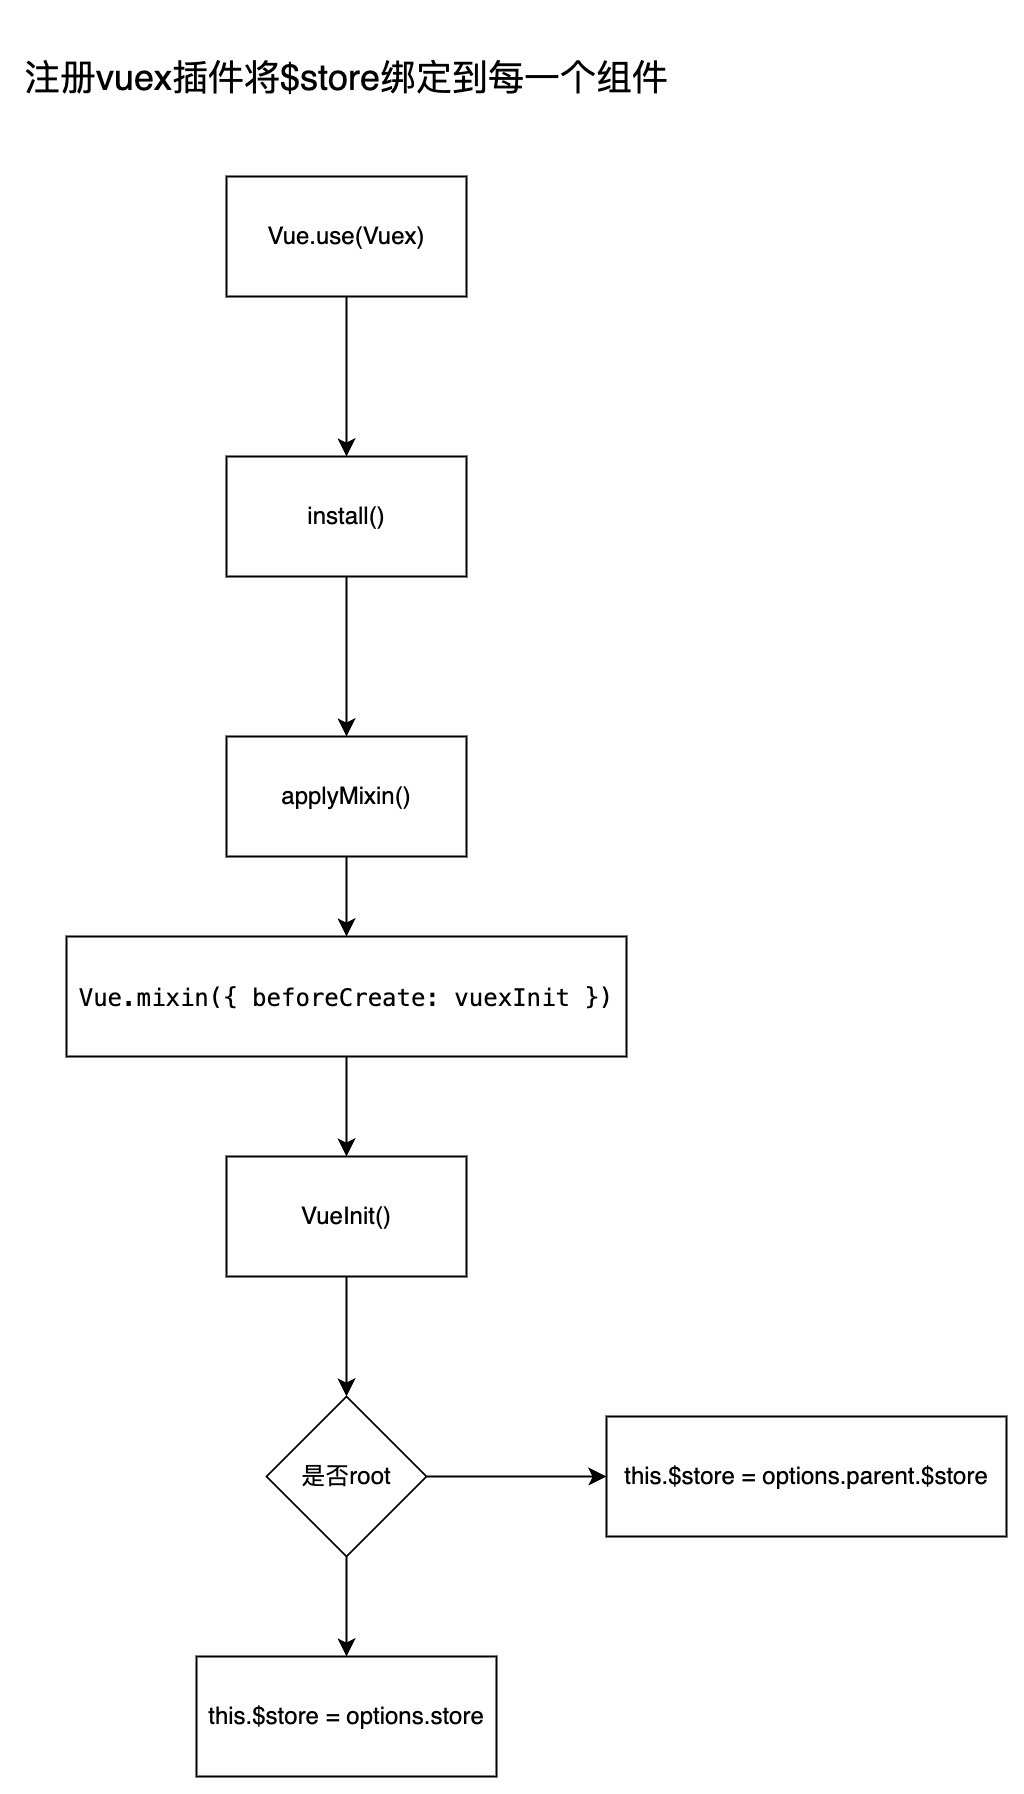 注册vuex插件将$store绑定到每一个组件
Vue.use(Vuex)
install()
applyMixin()
Vue.mixin({ beforeCreate: vuexInit })
VueInit()
是否root
this.$store = options.parent.$store
this.$store = options.store